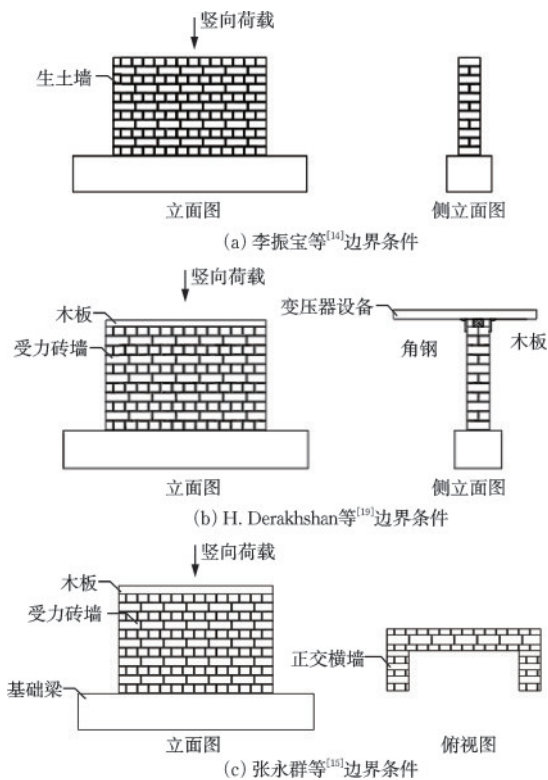 竖向荷载
生土墙
立面图 侧立面图
(a) 李振宝等[14]边界条件
竖向荷载
木板
受力砖墙
变压器设备
角钢 木板
立面图 侧立面图
(b) H. Derakhshan等[19]边界条件
竖向荷载
木板
受力砖墙
基础梁
正交横墙
立面图 俯视图
(c) 张永群等[15]边界条件